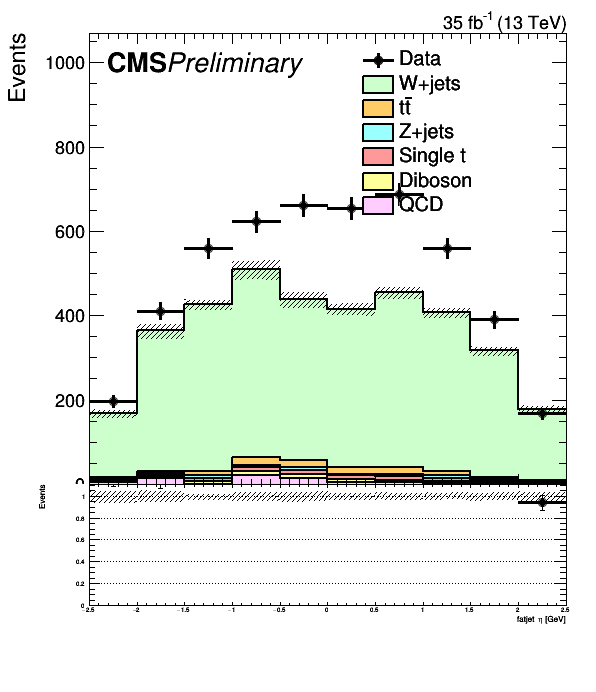 35 fb-1 (13 TeV)
Events
CMSPreliminary
Data
W+jets
tt̄
Z+jets
Single t
Diboson
QCD
1000
800
600
400
200
0
Events
1
0.8
0.6
0.4
0.2
0
-2.5 -2 -1.5 -1 -0.5 0 0.5 1 1.5 2 2.5
fatjet η [GeV]